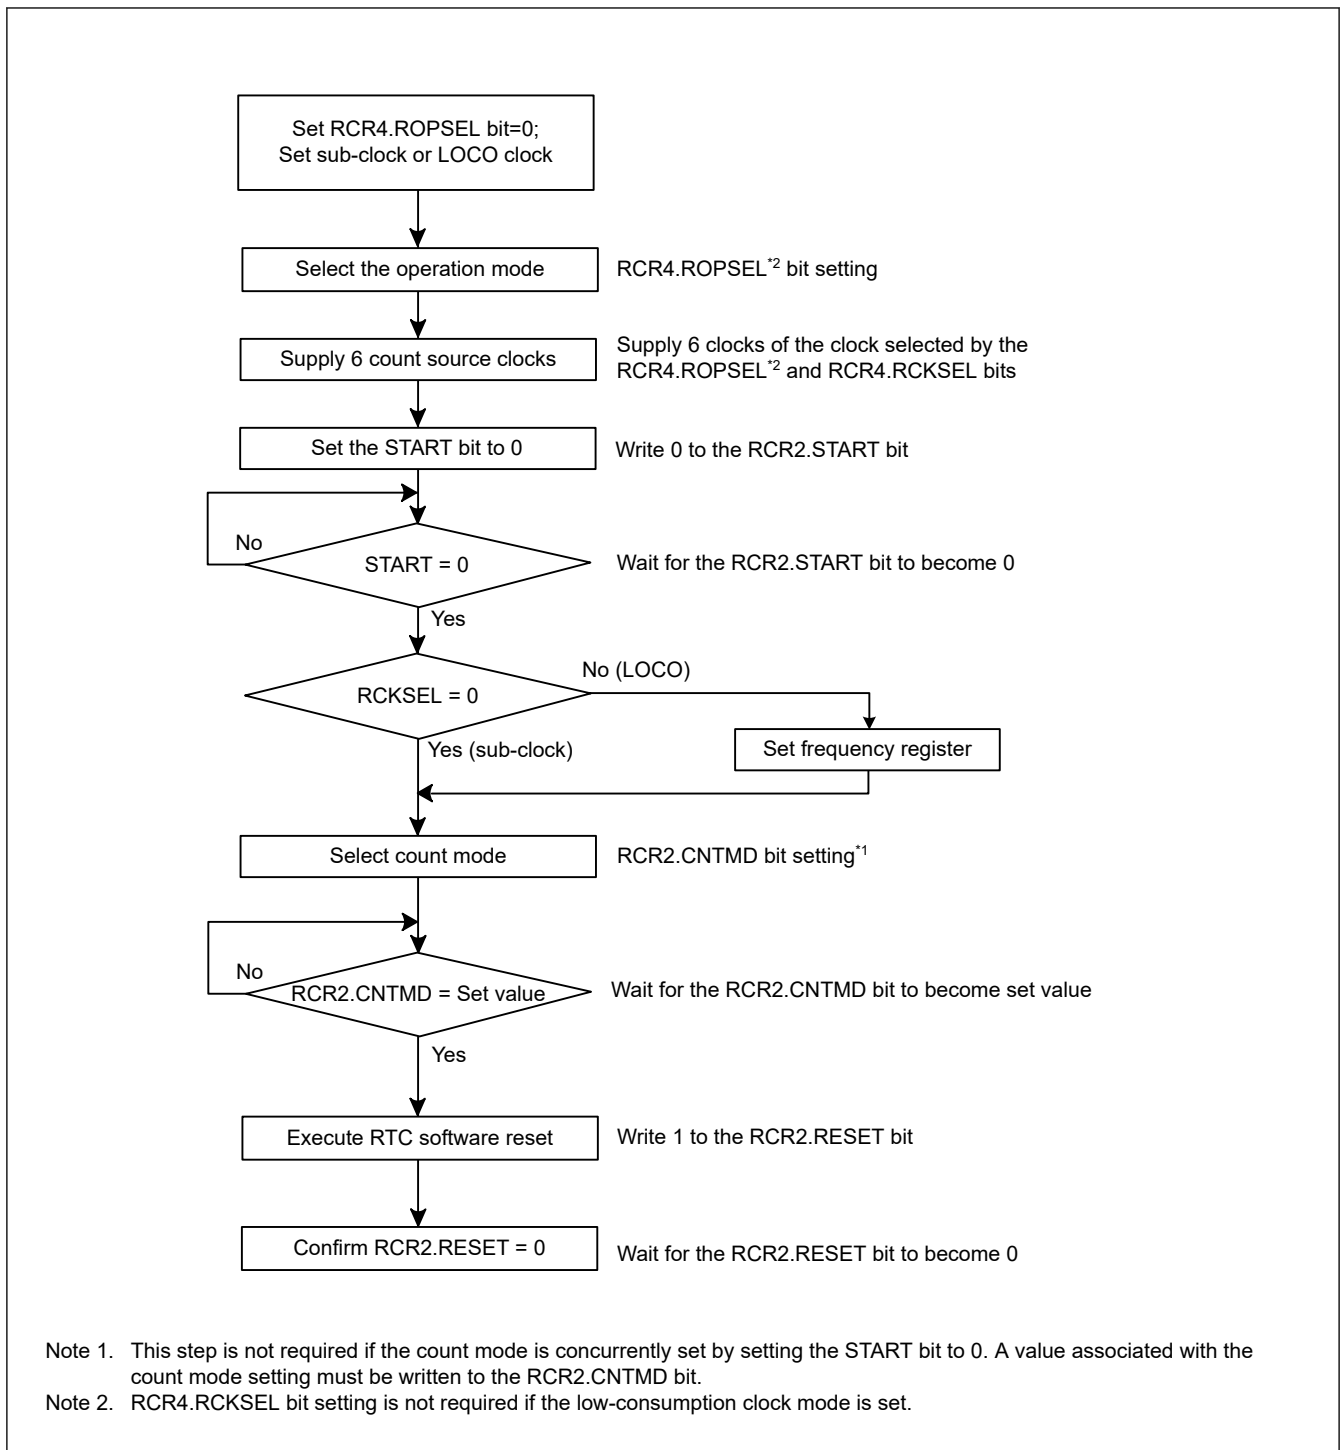 Set RCR4.ROPSEL bit=0;
Set sub-clock or LOCO clock
Select the operation mode
RCR4.ROPSEL*2 bit setting
Supply 6 count source clocks
Supply 6 clocks of the clock selected by the
RCR4.ROPSEL*2 and RCR4.RCKSEL bits
Set the START bit to 0
Write 0 to the RCR2.START bit
No
START = 0
Wait for the RCR2.START bit to become 0
Yes
No (LOCO)
RCKSEL = 0
Yes (sub-clock)
Set frequency register
Select count mode
RCR2.CNTMD bit setting*1
No
RCR2.CNTMD = Set value
Wait for the RCR2.CNTMD bit to become set value
Yes
Execute RTC software reset
Write 1 to the RCR2.RESET bit
Confirm RCR2.RESET = 0
Wait for the RCR2.RESET bit to become 0
Note 1. This step is not required if the count mode is concurrently set by setting the START bit to 0. A value associated with the
count mode setting must be written to the RCR2.CNTMD bit.
Note 2. RCR4.RCKSEL bit setting is not required if the low-consumption clock mode is set.